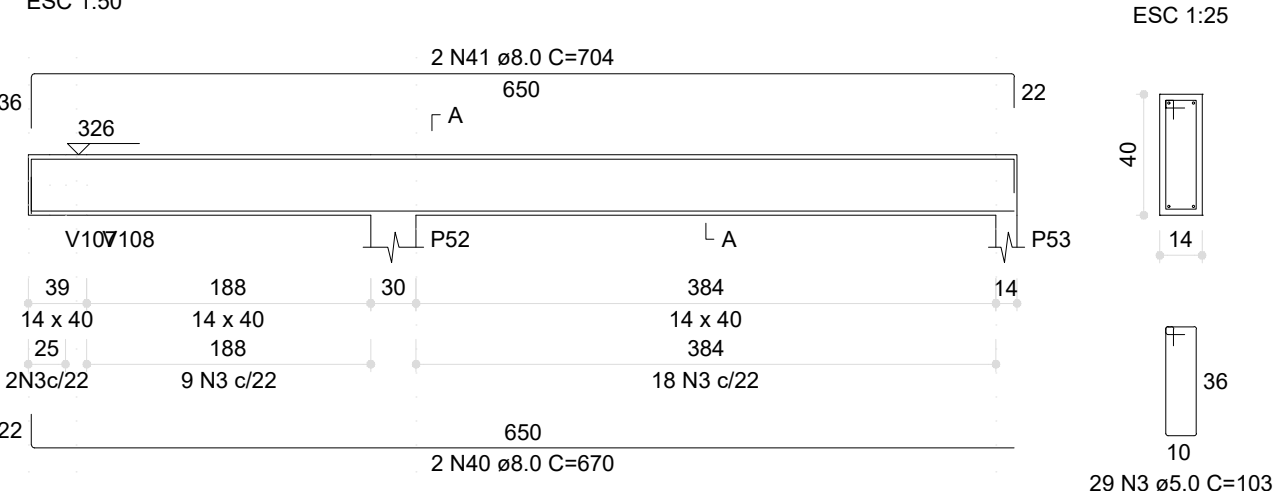 ESC 1:50
ESC 1:25
2 N41 ø8.0 C=704
650
36
22
A
326
40
V107
V108
P52
A
P53
14
39
188
30
384
14
14 x 40
14 x 40
14 x 40
25
188
384
2N3c/22
9 N3 c/22
18 N3 c/22
36
22
650
2 N40 ø8.0 C=670
10
29 N3 ø5.0 C=103